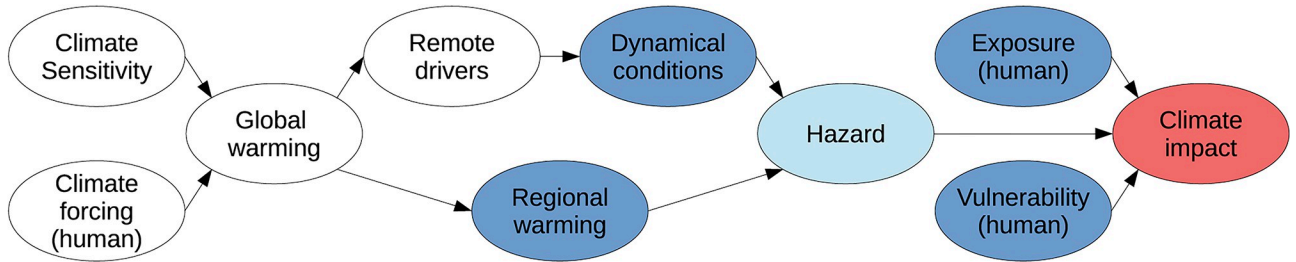 Climate
Sensitivity
Climate
forcing
(human)
Global
warming
Remote
drivers
Dynamical
conditions
Regional
warming
Hazard
Exposure
(human)
Vulnerability
(human)
Climate
impact